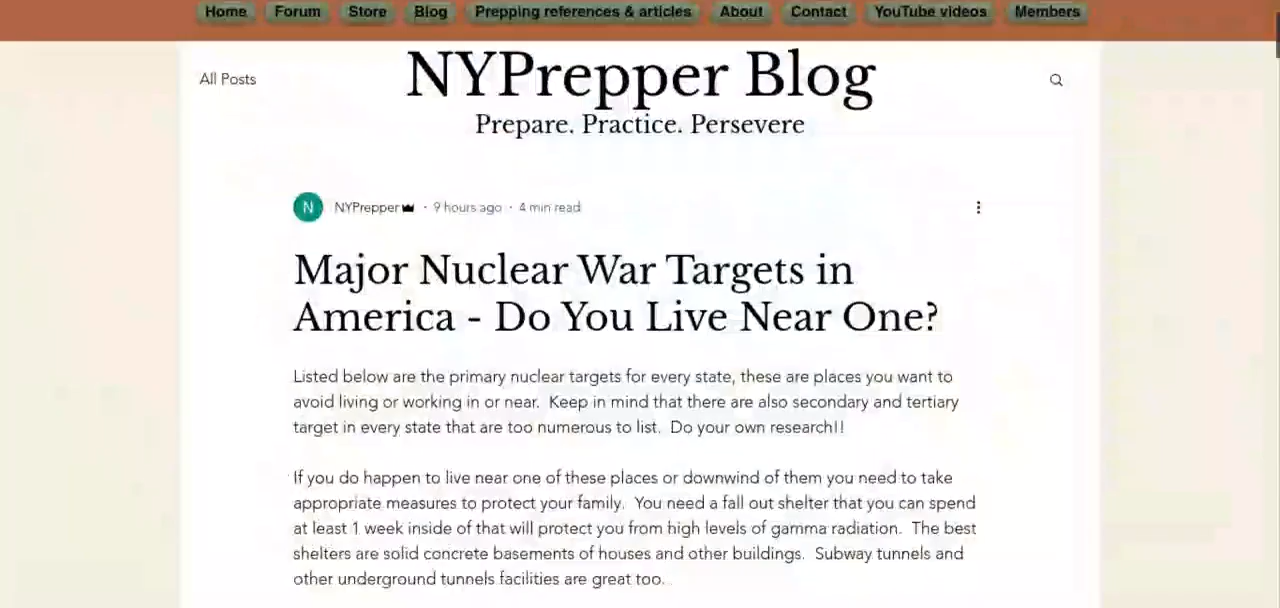 Home Forum Store Blog Prepping references & articles About Contact YouTube videos Members
All Posts
NYPrepper Blog
Prepare. Practice. Persevere
N NYPrepper · 9 hours ago · 4 min read
Major Nuclear War Targets in
America - Do You Live Near One?
Listed below are the primary nuclear targets for every state, these are places you want to
avoid living or working in or near. Keep in mind that there are also secondary and tertiary
target in every state that are too numerous to list. Do your own research!!
If you do happen to live near one of these places or downwind of them you need to take
appropriate measures to protect your family. You need a fall out shelter that you can spend
at least 1 week inside of that will protect you from high levels of gamma radiation. The best
shelters are solid concrete basements of houses and other buildings. Subway tunnels and
other underground tunnels facilities are great too.